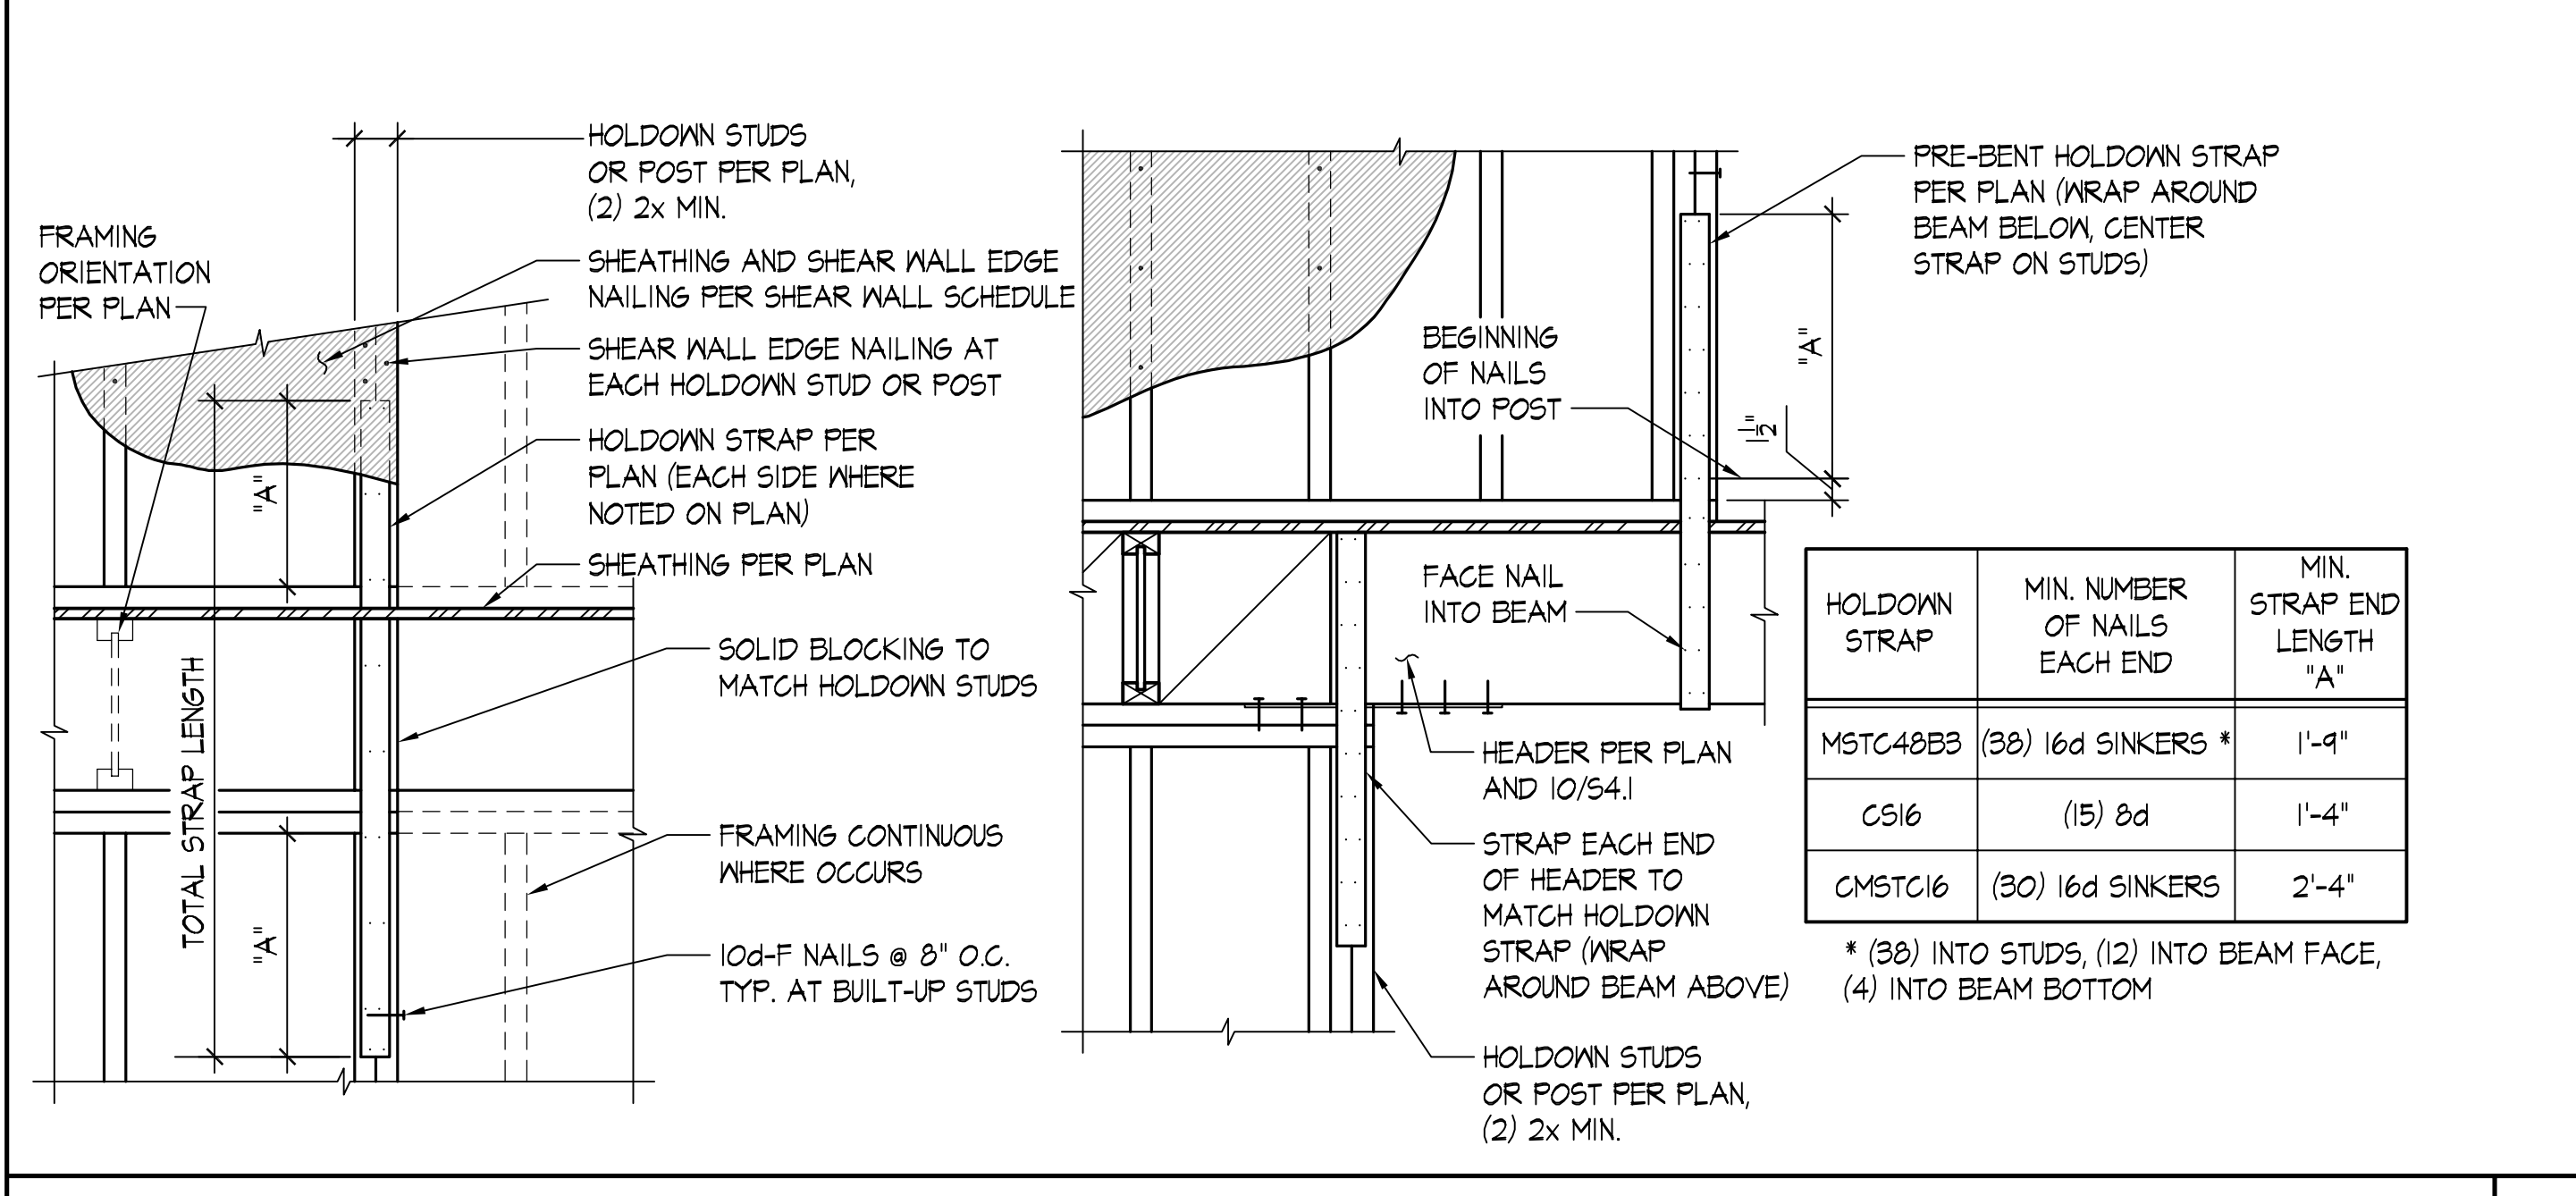 HOLDOWN STUDS
OR POST PER PLAN,
(2) 2x MIN.
FRAMING
ORIENTATION
PER PLAN
SHEATHING AND SHEAR WALL EDGE
NAILING PER SHEAR WALL SCHEDULE
SHEAR WALL EDGE NAILING AT
EACH HOLDOWN STUD OR POST
HOLDOWN STRAP PER
PLAN (EACH SIDE WHERE
NOTED ON PLAN)
SHEATHING PER PLAN
"A"
TOTAL STRAP LENGTH
"A"
SOLID BLOCKING TO
MATCH HOLDOWN STUDS
FRAMING CONTINUOUS
WHERE OCCURS
10d-F NAILS @ 8" O.C.
TYP. AT BUILT-UP STUDS
PRE-BENT HOLDOWN STRAP
PER PLAN (WRAP AROUND
BEAM BELOW, CENTER
STRAP ON STUDS)
"A"
1 1/2"
BEGINNING
OF NAILS
INTO POST
FACE NAIL
INTO BEAM
HEADER PER PLAN
AND 10/S4.1
STRAP EACH END
OF HEADER TO
MATCH HOLDOWN
STRAP (WRAP
AROUND BEAM ABOVE)
HOLDOWN STUDS
OR POST PER PLAN,
(2) 2x MIN.
HOLDOWN
STRAP
MIN. NUMBER
OF NAILS
EACH END
MIN.
STRAP END
LENGTH
"A"
MSTC48B3 (38) 16d SINKERS * 1'-9"
CS16 (15) 8d 1'-4"
CMSTC16 (30) 16d SINKERS 2'-4"
* (38) INTO STUDS, (12) INTO BEAM FACE,
(4) INTO BEAM BOTTOM